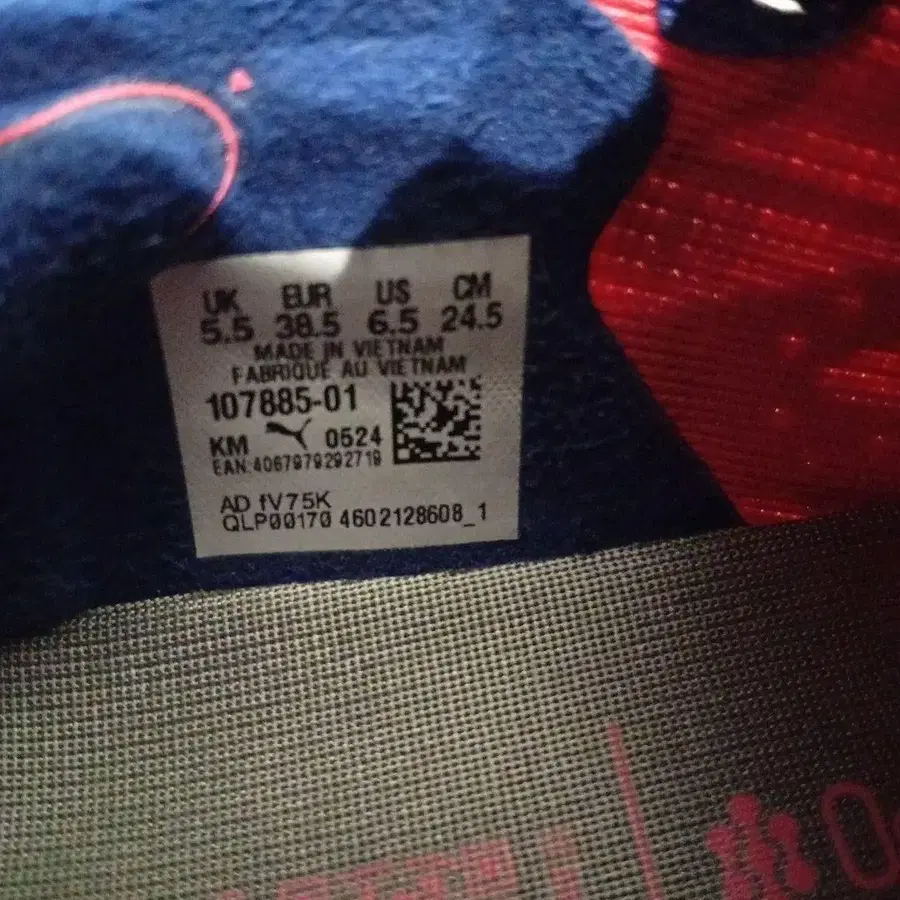 UK EUR US CM
5.5 38.5 6.5 24.5
MADE IN VIETNAM
FABRIQUE AU VIETNAM
107885-01
KM 0524
EAN:4067979292719
AD fV75K
QLP00170 4602128608_1